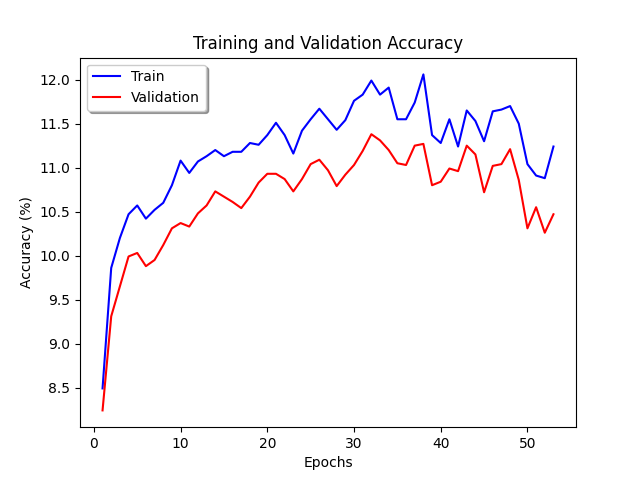 Training and Validation Accuracy
Train
Validation
12.0
11.5
11.0
10.5
10.0
9.5
9.0
8.5
Accuracy (%)
0 10 20 30 40 50
Epochs